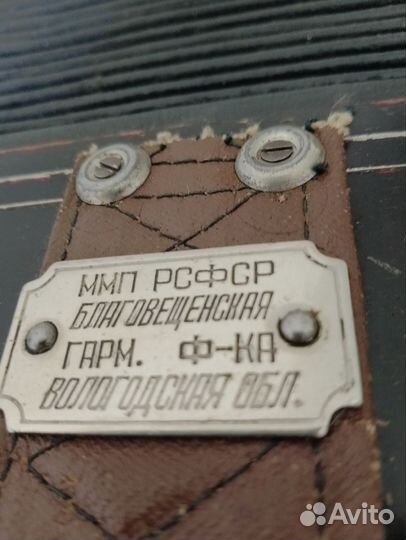 ММП РСФСР
БЛАГОВЕЩЕНСКАЯ
ГАРМ. Ф-КА
ВОЛОГОДСКАЯ ОБЛ.
Avito